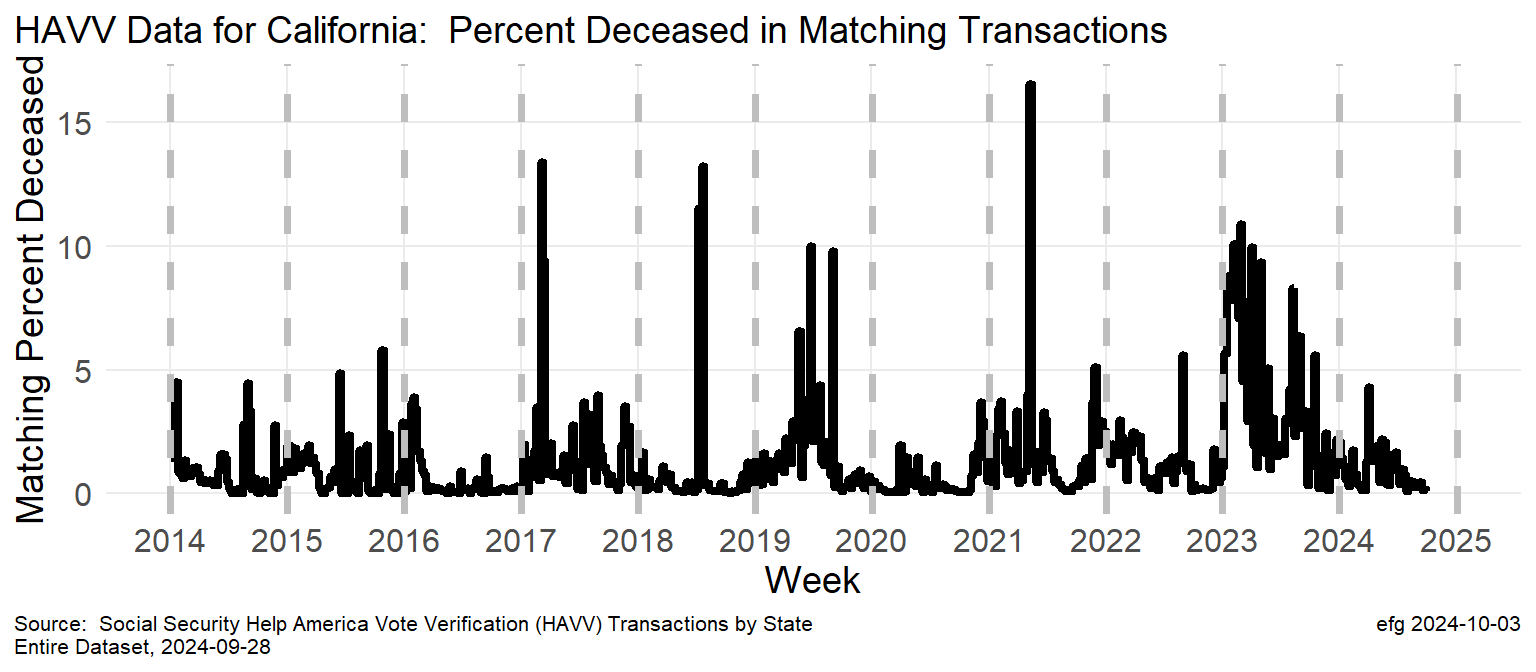 HAVV Data for California:  Percent Deceased in Matching Transactions
Matching Percent Deceased
15
10
5
0
2014 2015 2016 2017 2018 2019 2020 2021 2022 2023 2024 2025
Week
Source:  Social Security Help America Vote Verification (HAVV) Transactions by State
efg 2024-10-03
Entire Dataset, 2024-09-28